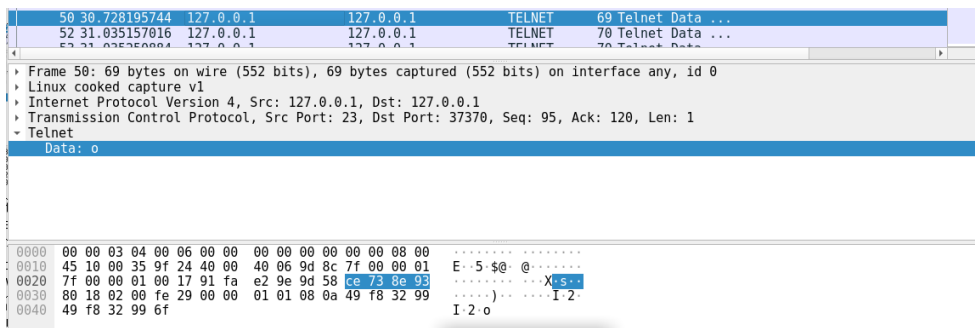 50 30.728195744 127.0.0.1 127.0.0.1 TELNET 69 Telnet Data ...
52 31.035157016 127.0.0.1 127.0.0.1 TELNET 70 Telnet Data ...
Frame 50: 69 bytes on wire (552 bits), 69 bytes captured (552 bits) on interface any, id 0
Linux cooked capture v1
Internet Protocol Version 4, Src: 127.0.0.1, Dst: 127.0.0.1
Transmission Control Protocol, Src Port: 23, Dst Port: 37370, Seq: 95, Ack: 120, Len: 1
Telnet
Data: o
0000 00 00 03 04 00 06 00 00 00 00 00 00 00 00 08 00 ········ ········
0010 45 10 00 35 9f 24 40 00 40 06 9d 8c 7f 00 00 01 E··5·$@· @·······
0020 7f 00 00 01 00 17 91 fa e2 9e 9d 58 ce 73 8e 93 ········ ···X·s··
0030 80 18 02 00 fe 29 00 00 01 01 08 0a 49 f8 32 99 ·····)·· ····I·2·
0040 49 f8 32 99 6f I·2·o